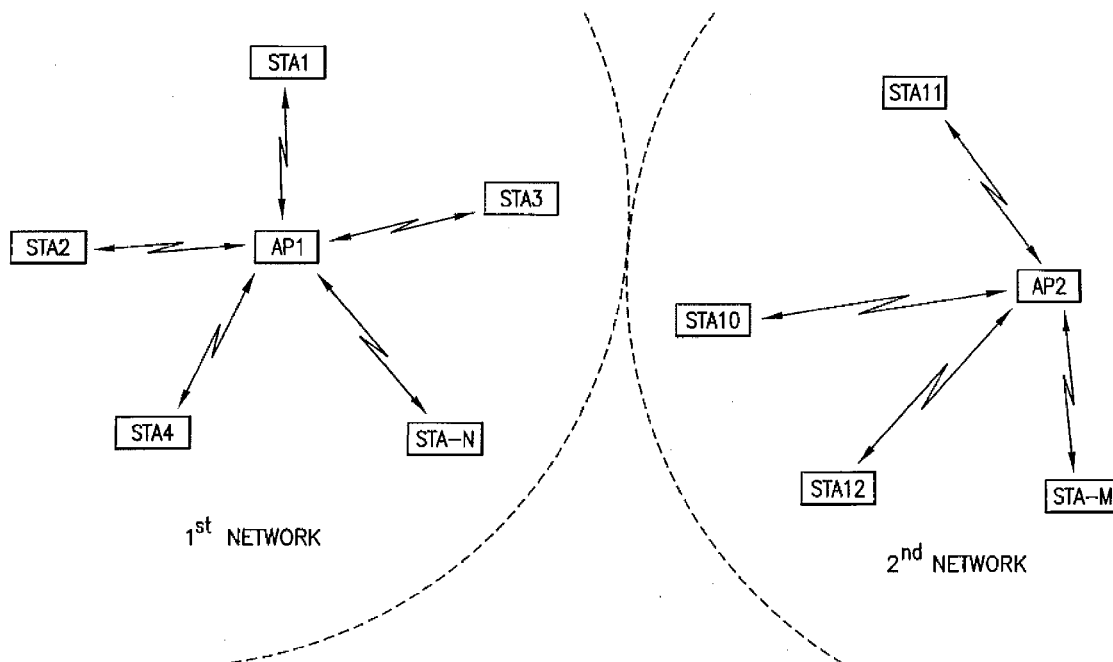 STA1
STA3
STA2
AP1
STA4
STA-N
1st NETWORK
STA11
AP2
STA10
STA12
STA-M
2nd NETWORK